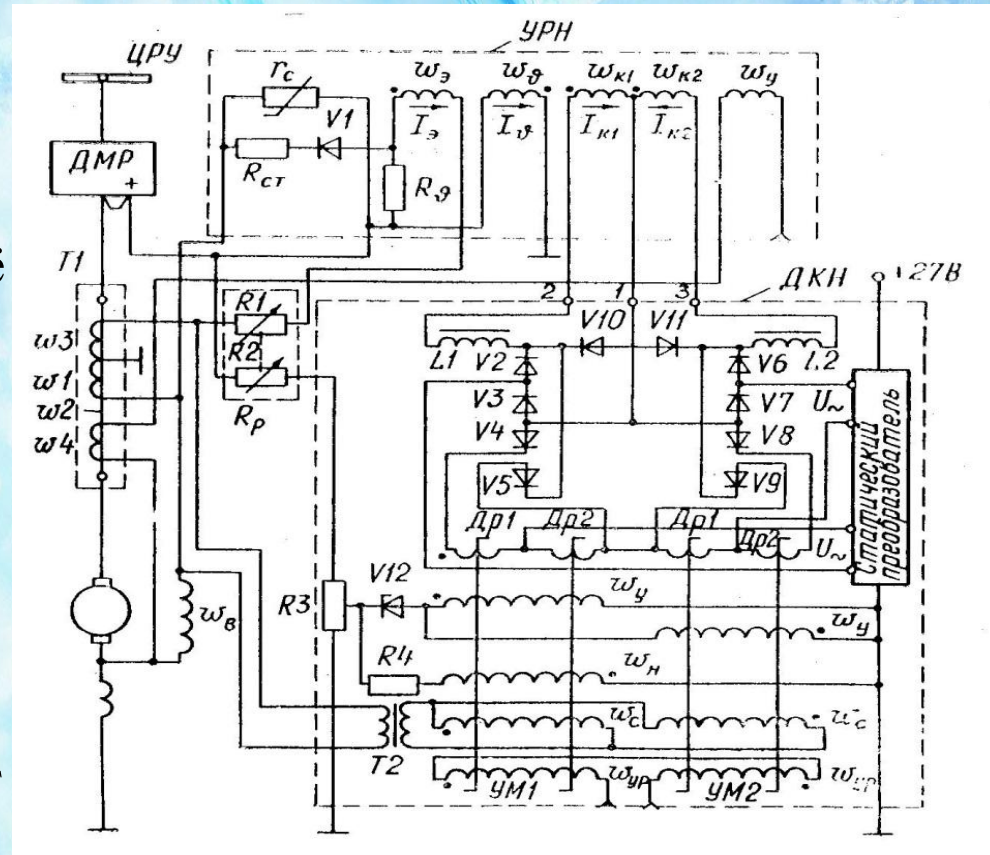 ЦРУ
УРН
r_c
V1
w_э
w_ϑ
w_к1
w_к2
w_у
I_э
I_ϑ
I_к1
I_к2
R_ст
R_ϑ
ДМР
+
T1
w3
w1
w2
w4
R1
R2
R_р
w_в
2
1
3
ДКН
+27В
V10
V11
L1
V2
V6
L2
V3
V7
U~
V4
V8
V5
V9
Др1
Др2
Др1
Др2
U~
Статический
преобразователь
R3
V12
w_у
w_у
R4
w_н
w_с
w_с
T2
w_ур
w_ур
УМ1
УМ2